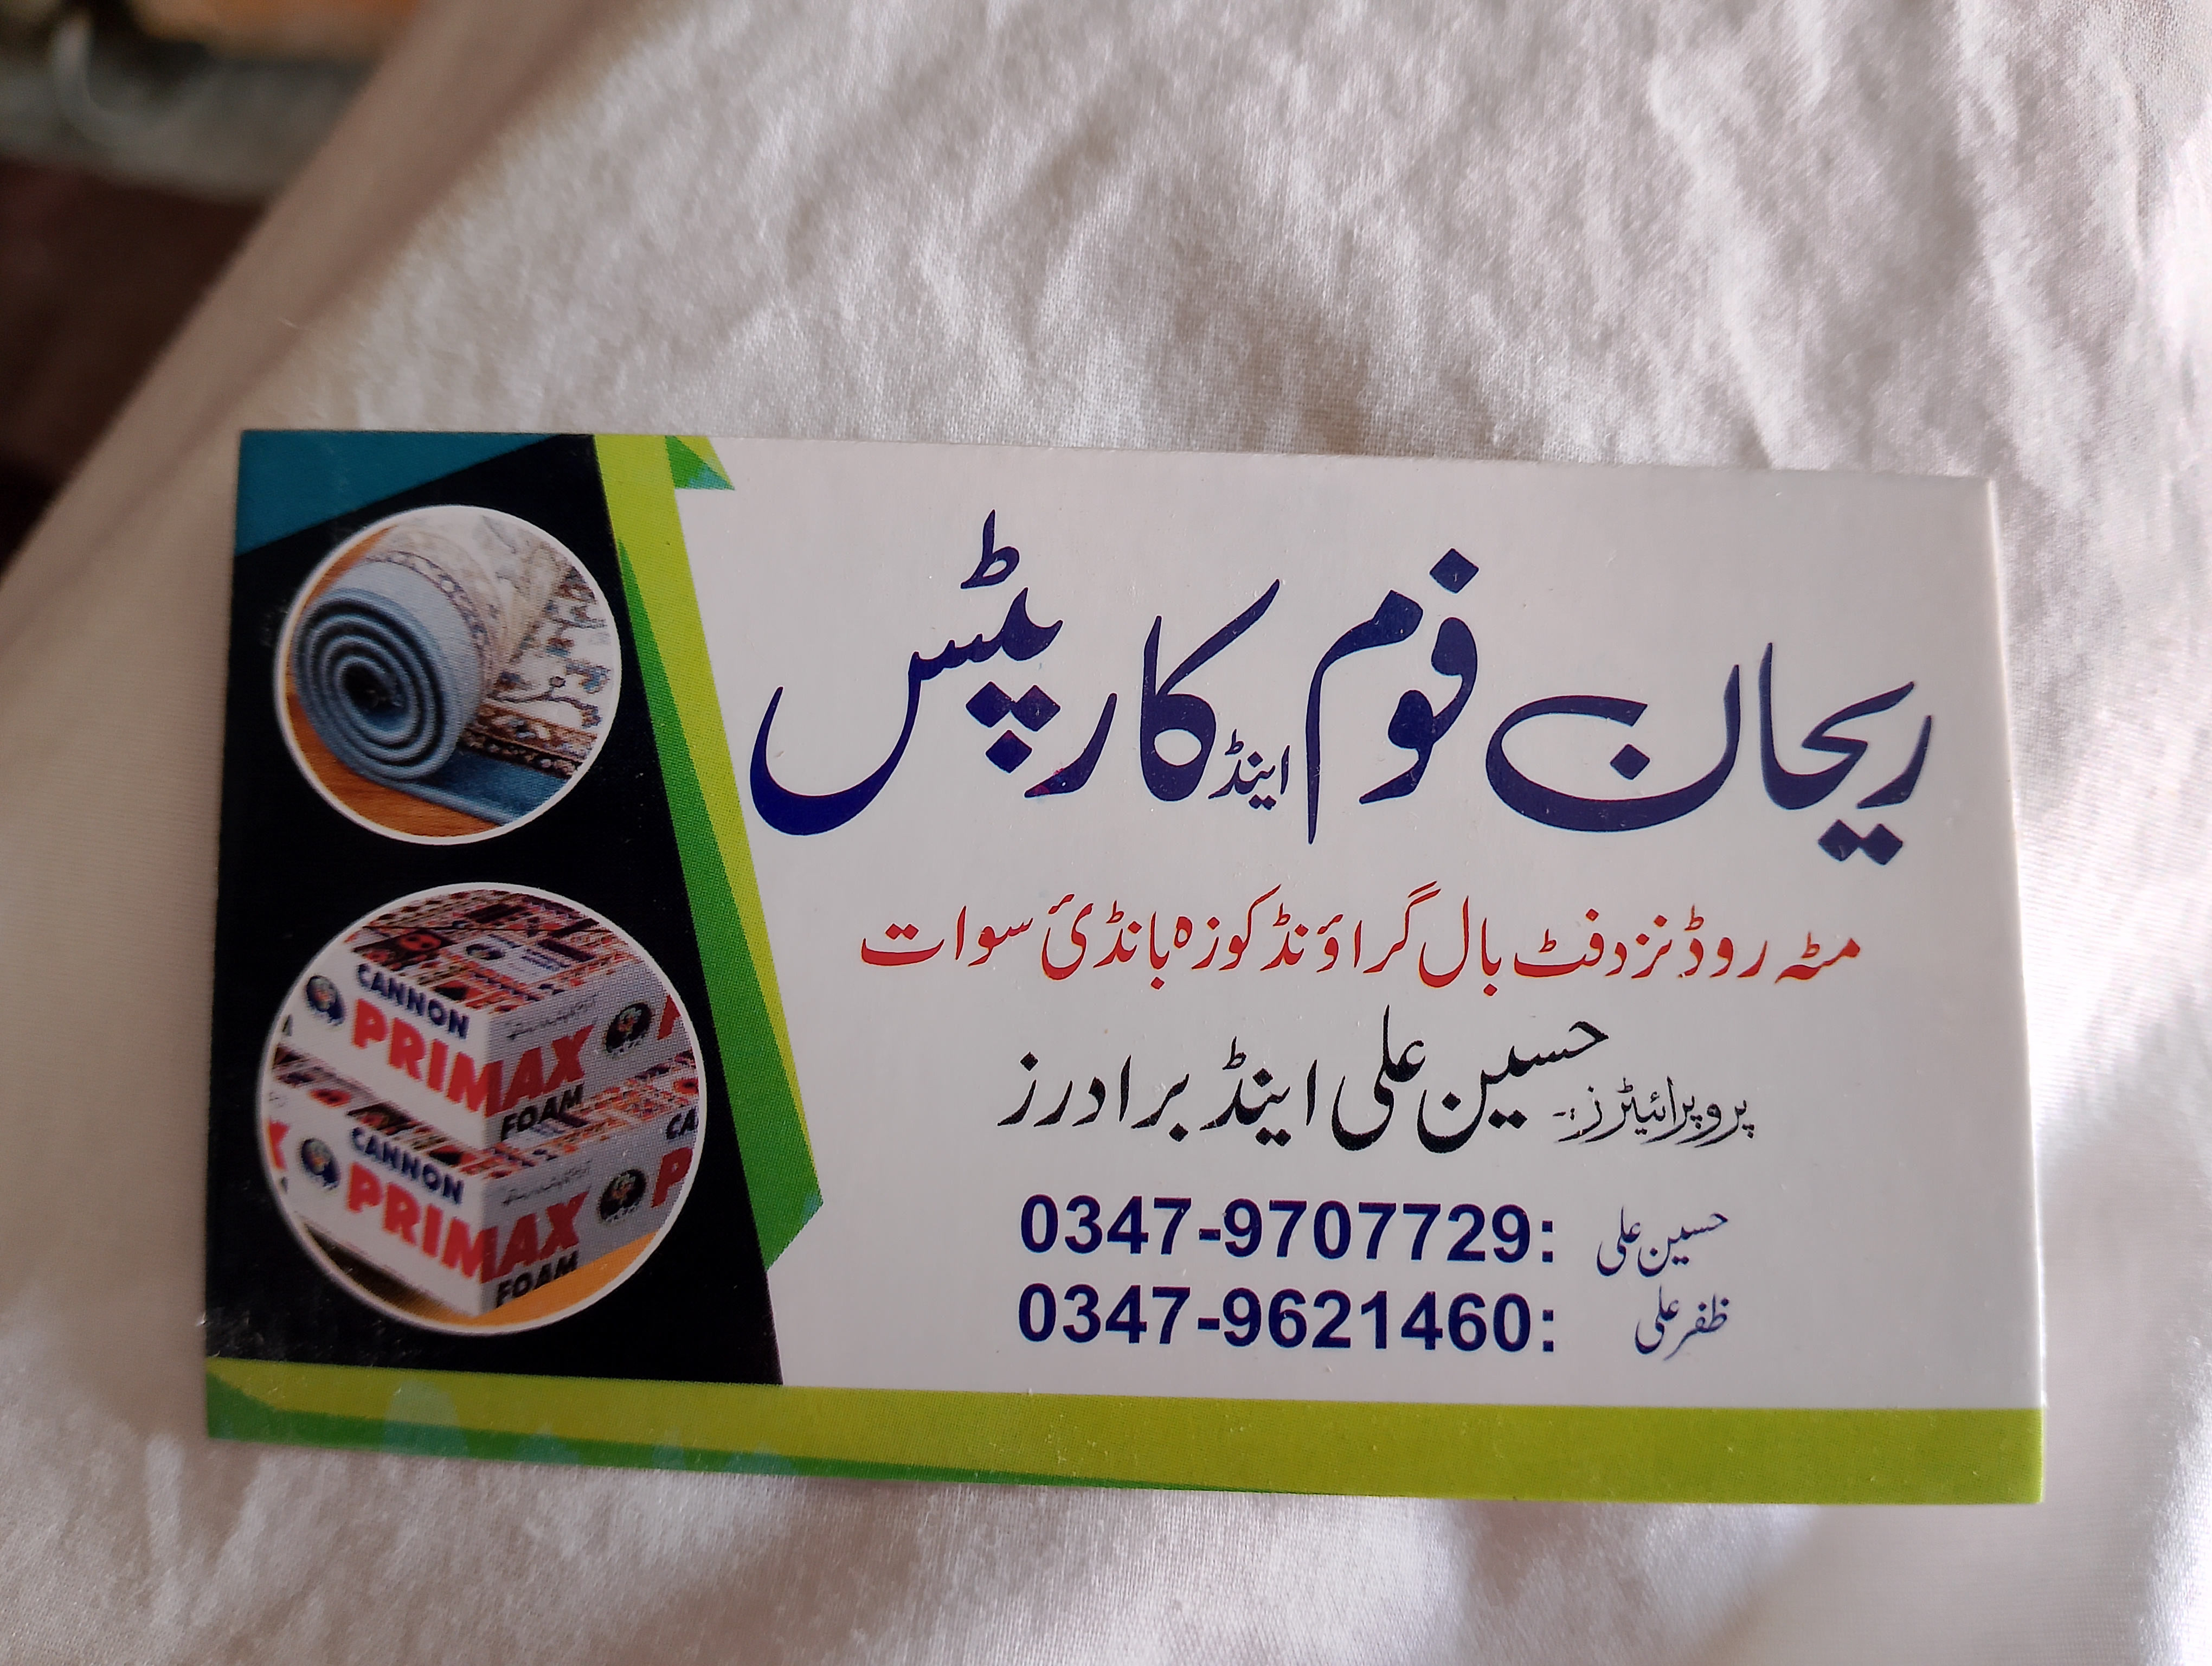 ریحان فوم اینڈ کارپٹس
مٹہ روڈ نزد فٹ بال گراؤنڈ کوزہ بانڈئ سوات
پروپرائیٹرز:۔ حسین علی اینڈ برادرز
حسین علی :0347-9707729
ظفر علی :0347-9621460
CANNON
PRIMAX
FOAM
CANNON
PRIMAX
FOAM